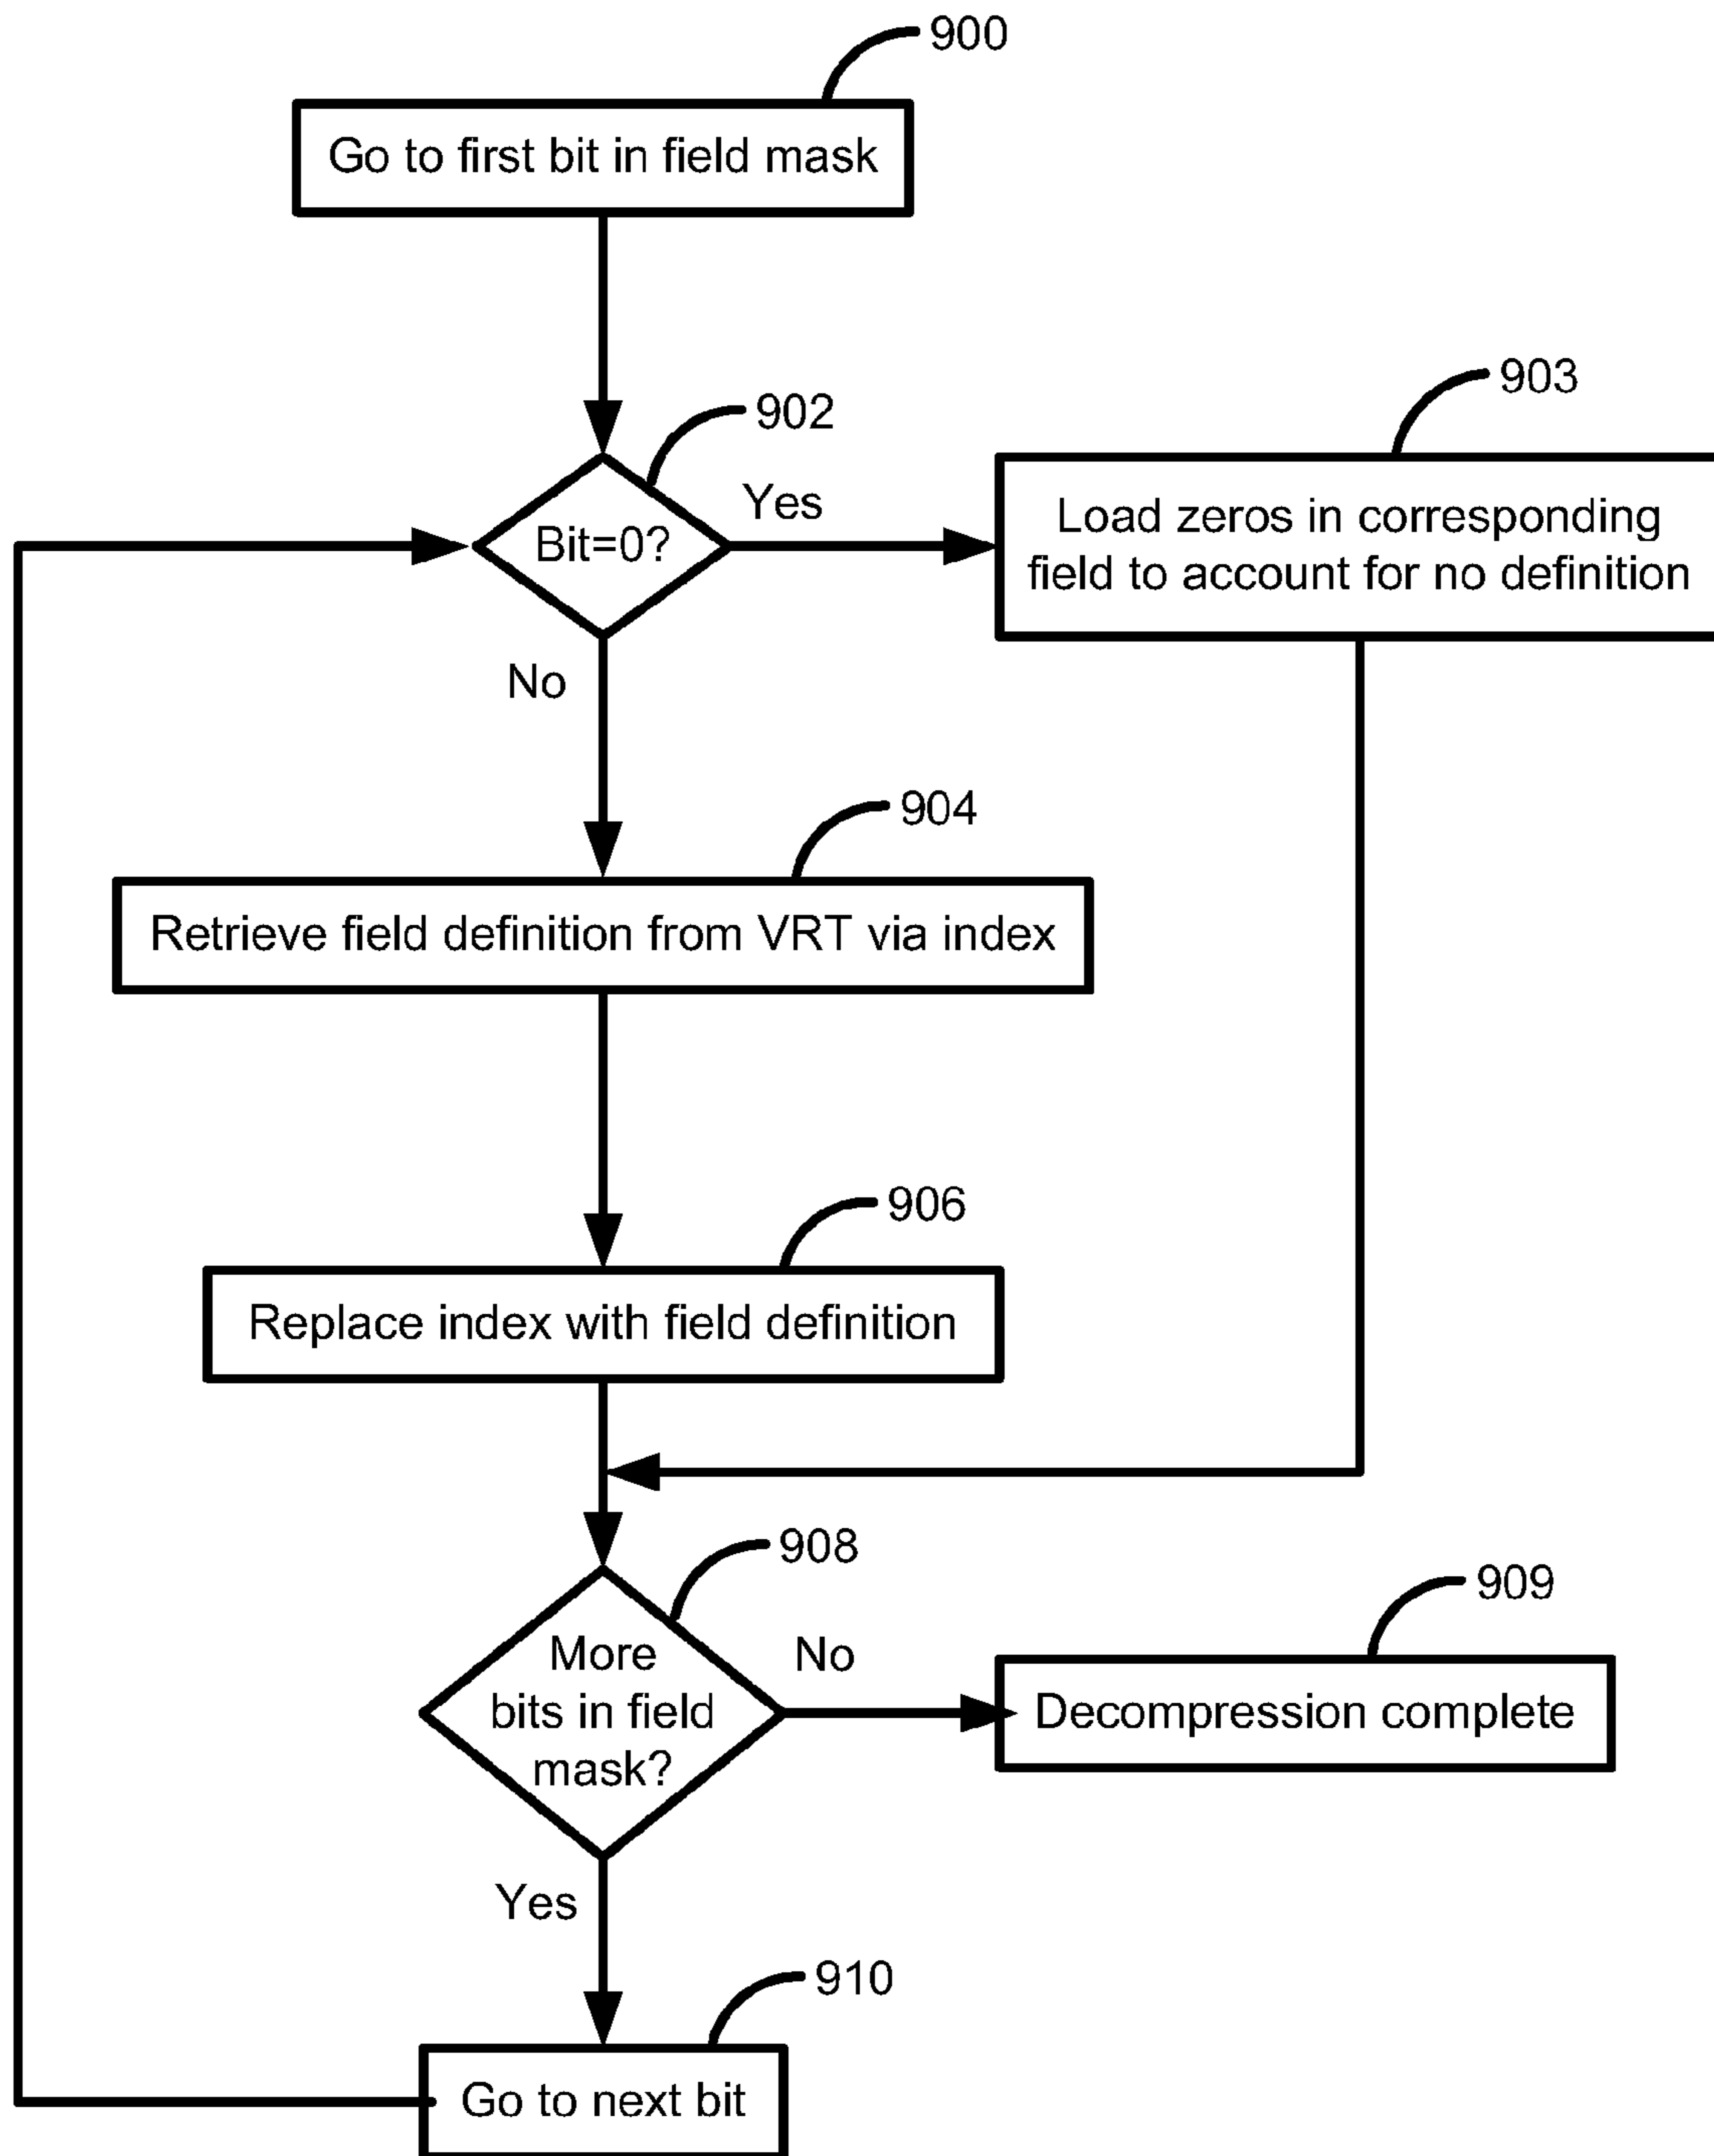 900
Go to first bit in field mask
902
Bit=0?
Yes
903
Load zeros in corresponding
field to account for no definition
No
904
Retrieve field definition from VRT via index
906
Replace index with field definition
908
More
bits in field
mask?
No
909
Decompression complete
Yes
910
Go to next bit